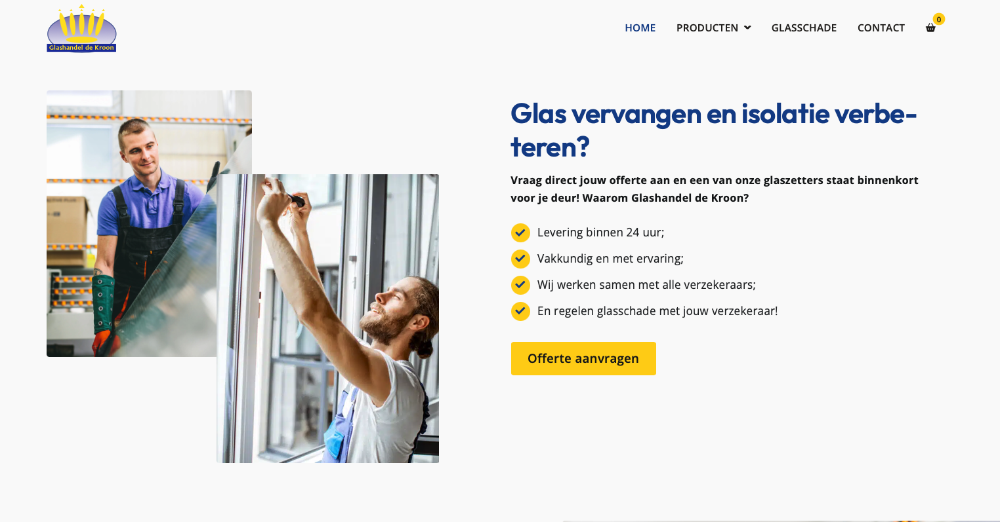 Glashandel de Kroon
HOME
PRODUCTEN
GLASSCHADE
CONTACT
0
Glas vervangen en isolatie verbe-
teren?
Vraag direct jouw offerte aan en een van onze glaszetters staat binnenkort
voor je deur! Waarom Glashandel de Kroon?
Levering binnen 24 uur;
Vakkundig en met ervaring;
Wij werken samen met alle verzekeraars;
En regelen glasschade met jouw verzekeraar!
Offerte aanvragen